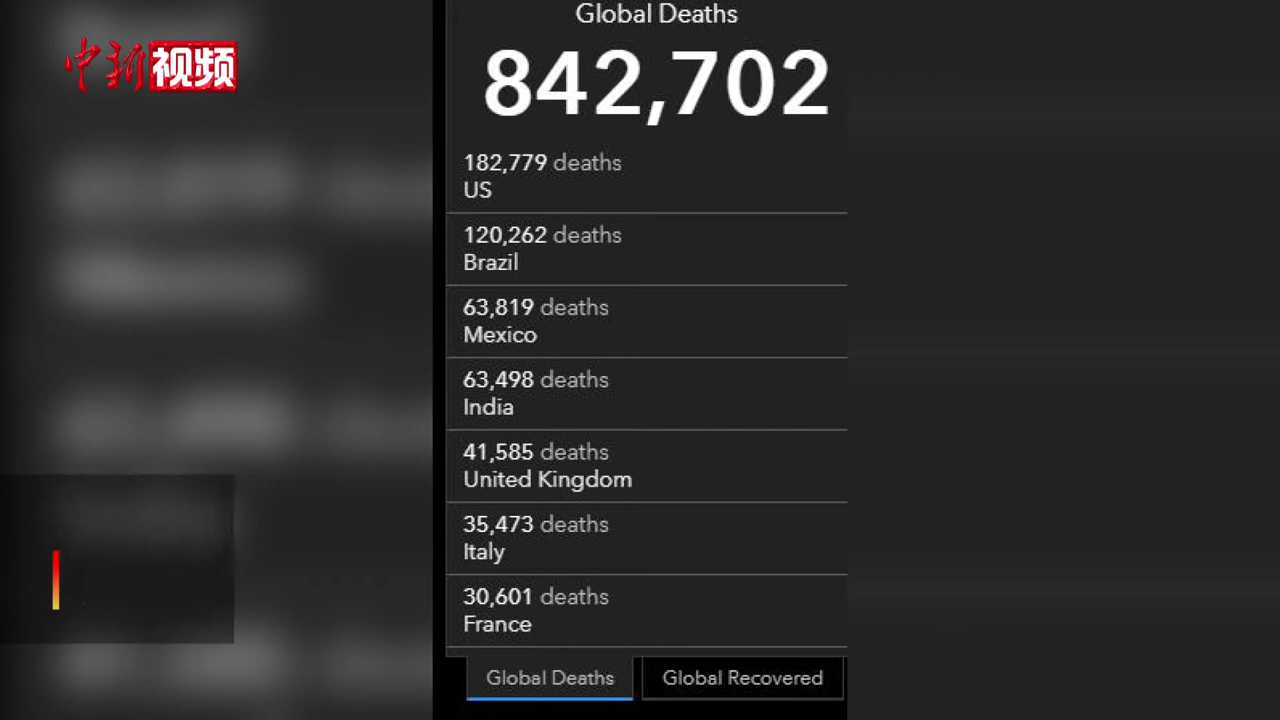 中新视频
Global Deaths
842,702
182,779 deaths
US
120,262 deaths
Brazil
63,819 deaths
Mexico
63,498 deaths
India
41,585 deaths
United Kingdom
35,473 deaths
Italy
30,601 deaths
France
Global Deaths
Global Recovered